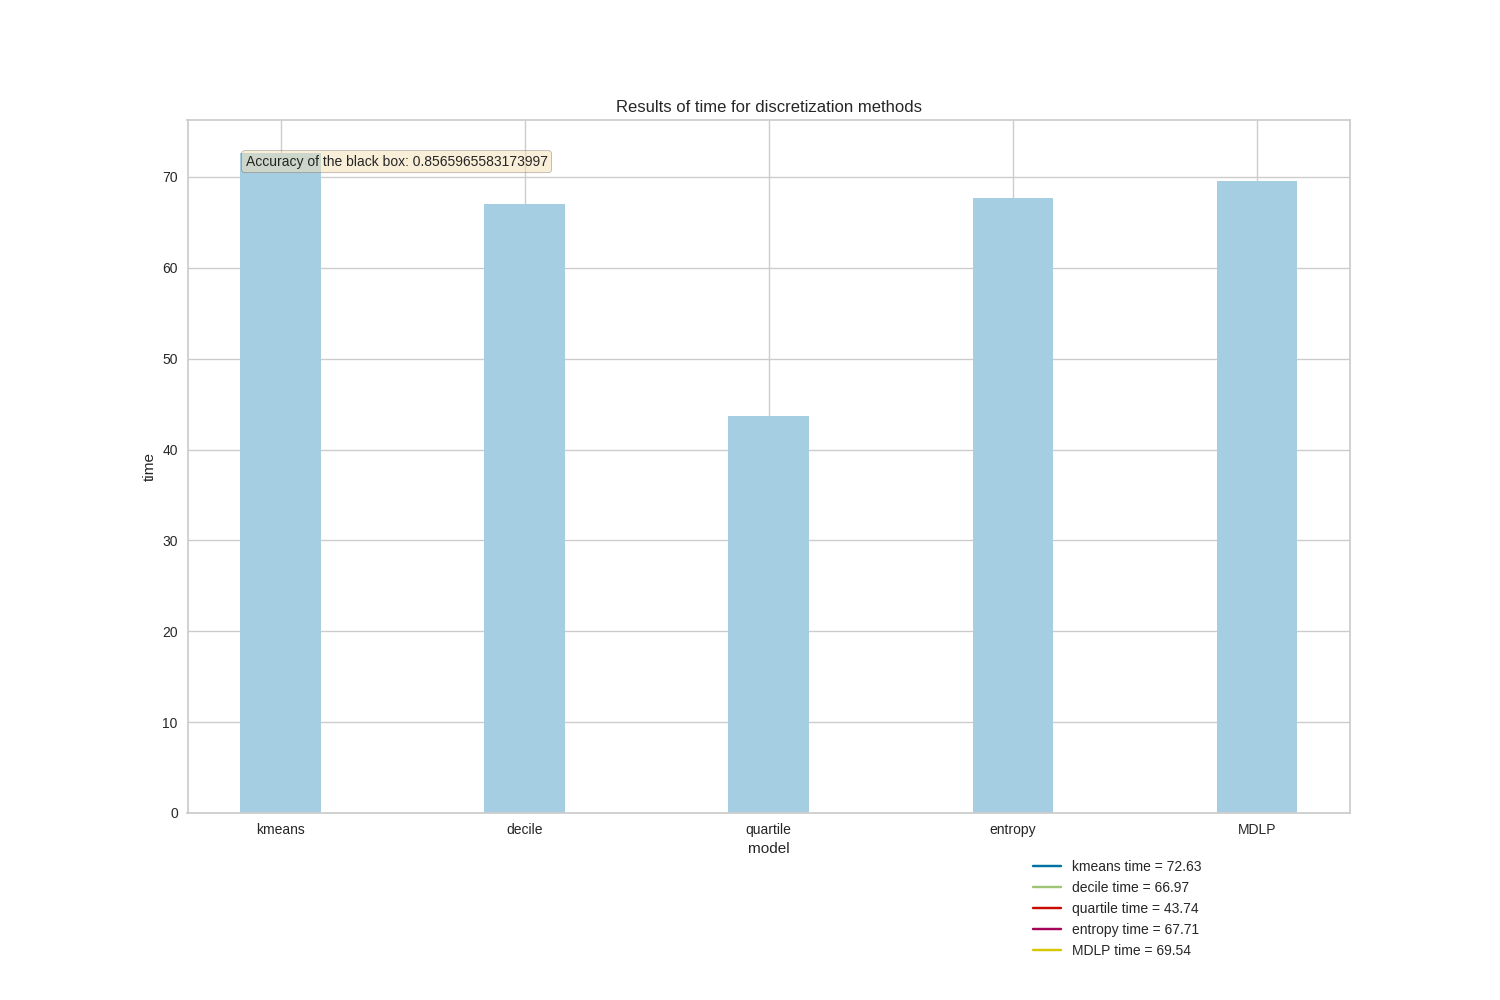 Results of time for discretization methods
Accuracy of the black box: 0.8565965583173997
70
60
50
40
30
20
10
0
time
kmeans decile quartile entropy MDLP
model
kmeans time = 72.63
decile time = 66.97
quartile time = 43.74
entropy time = 67.71
MDLP time = 69.54